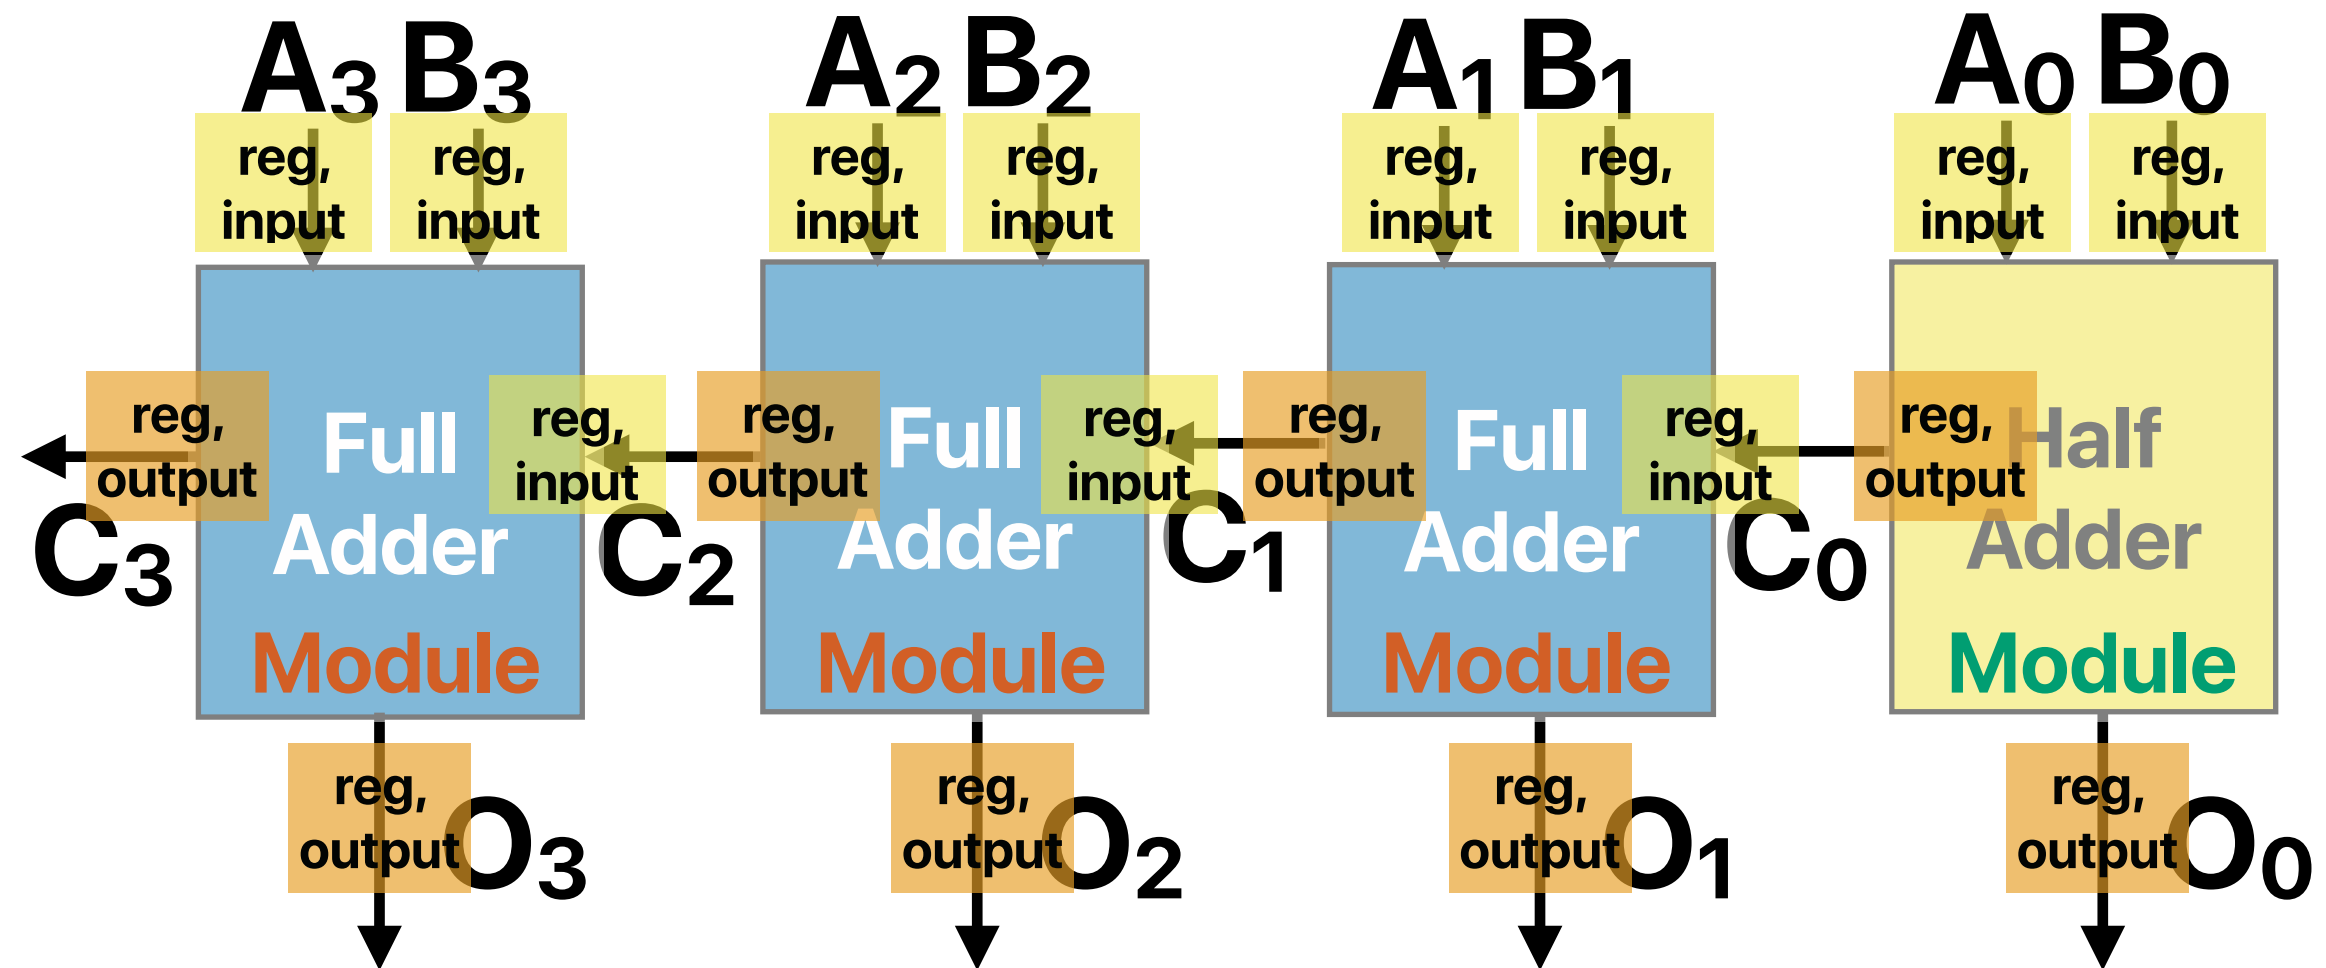 A3 B3 A2 B2 A1 B1 A0 B0
reg, reg, reg, reg, reg, reg, reg, reg,
input input input input input input input input
reg, reg, reg, reg, reg, reg, reg,
output input output input output input output
Full Full Full Half
Adder Adder Adder Adder
C3 C2 C1 C0
Module Module Module Module
reg, reg, reg, reg,
output output output output
O3 O2 O1 O0